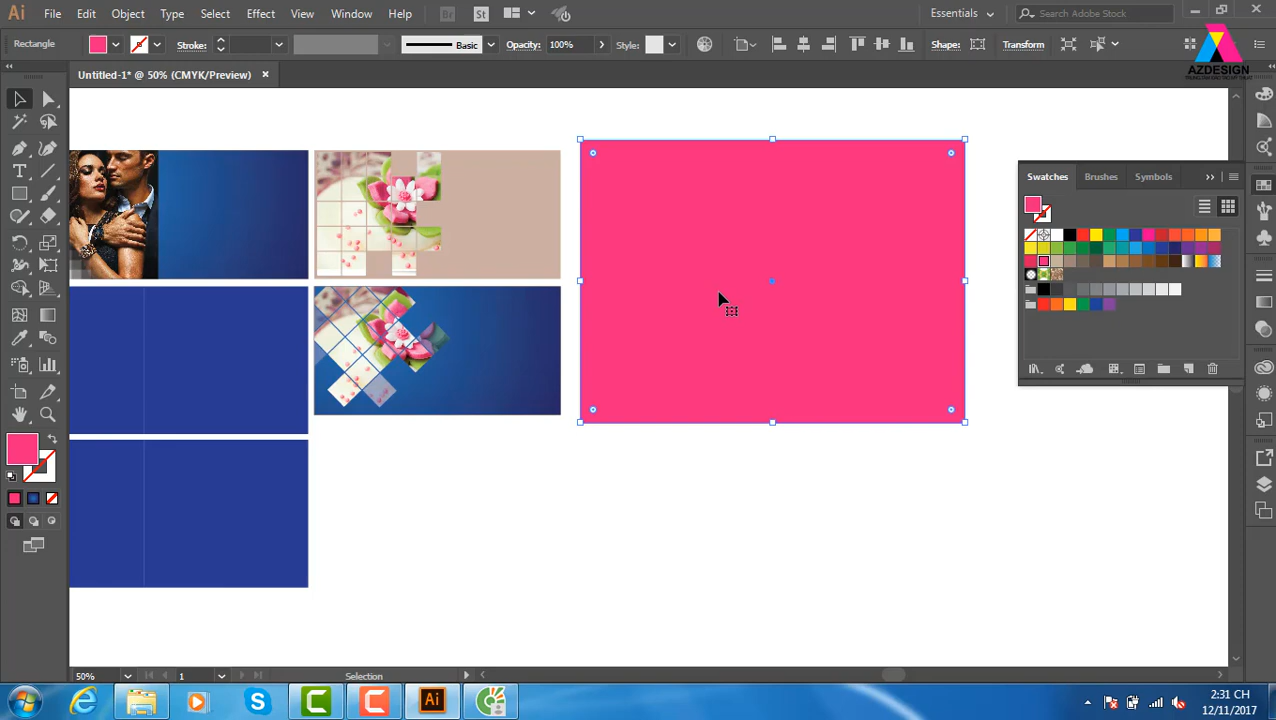 Ai File Edit Object Type Select Effect View Window Help Br St Essentials Search Adobe Stock
Rectangle Stroke: Basic Opacity: 100% Style: Shape: Transform
AZDESIGN
Untitled-1* @ 50% (CMYK/Preview)
Swatches Brushes Symbols
50% 1 Selection
Ai 2:31 CH
12/11/2017